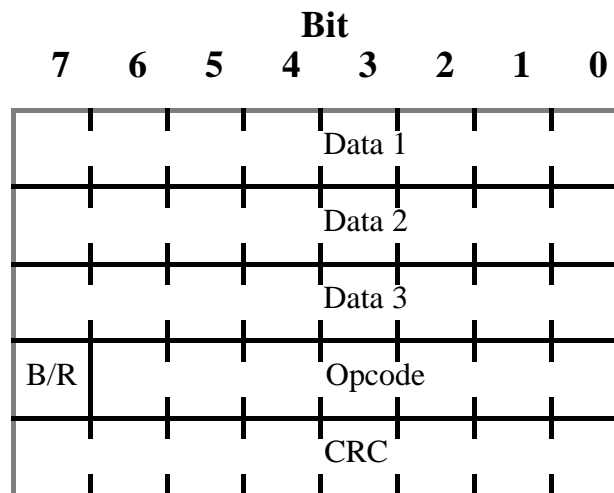 Bit
7 6 5 4 3 2 1 0
Data 1
Data 2
Data 3
B/R Opcode
CRC